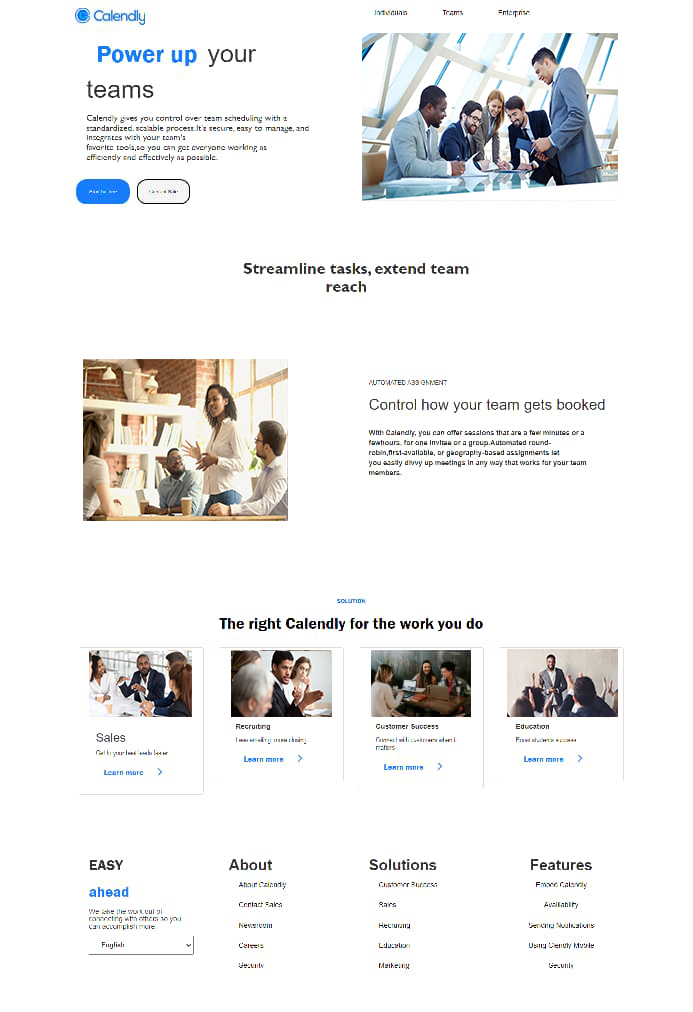 Calendly
Individuals Teams Enterprise
Power up your
teams
Calendly gives you control over team scheduling with a
standardized, scalable process.It's secure, easy to manage, and
integrates with your team's
favorite tools,so you can get everyone working as
efficiently and effectively as possible.
Start for free Contact Sale
Streamline tasks, extend team
reach
AUTOMATED ASSIGNMENT
Control how your team gets booked
With Calendly, you can offer sessions that are a few minutes or a
fewhours, for one invitee or a group.Automated round-
robin,first-available, or geography-based assignments let
you easily divvy up meetings in any way that works for your team
members.
SOLUTION
The right Calendly for the work you do
Sales
Get to your best leads faster
Learn more
Recruiting
Less emailing, more closing.
Learn more
Customer Success
Connect with customers when it
matters.
Learn more
Education
Boost students success
Learn more
EASY
ahead
We take the work out of
connecting with others so you
can accomplish more.
English
About
About Calendly
Contact Sales
Newsroom
Careers
Security
Solutions
Customer Success
Sales
Recruiting
Education
Marketing
Features
Embed Calendly
Availability
Sending Notifications
Using Clendly Mobile
Security